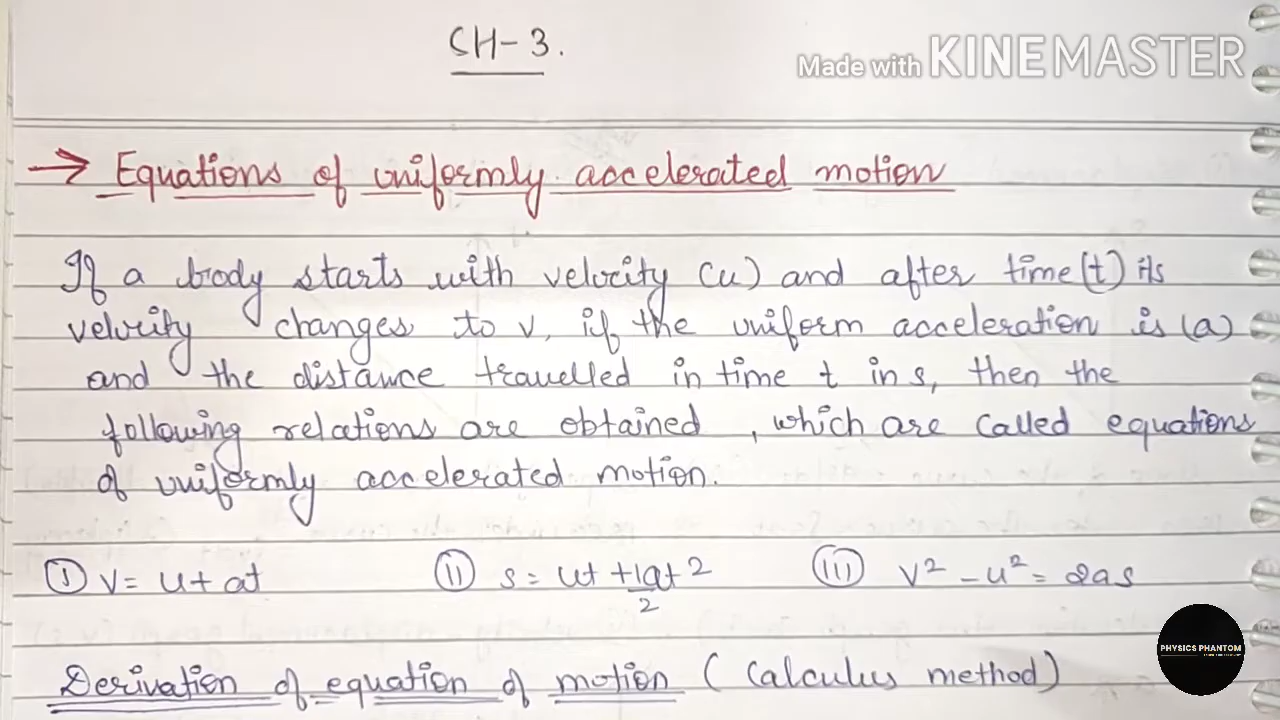 CH-3.
Made with KINEMASTER
→ Equations of uniformly accelerated motion
If a body starts with velocity (u) and after time (t) its
velocity changes to v, if the uniform acceleration is (a)
and the distance travelled in time t in s, then the
following relations are obtained, which are called equations
of uniformly accelerated motion.
(i) v = u + at (ii) s = ut + 1/2 at² (iii) v² - u² = 2as
PHYSICS PHANTOM
Derivation of equation of motion (Calculus method)